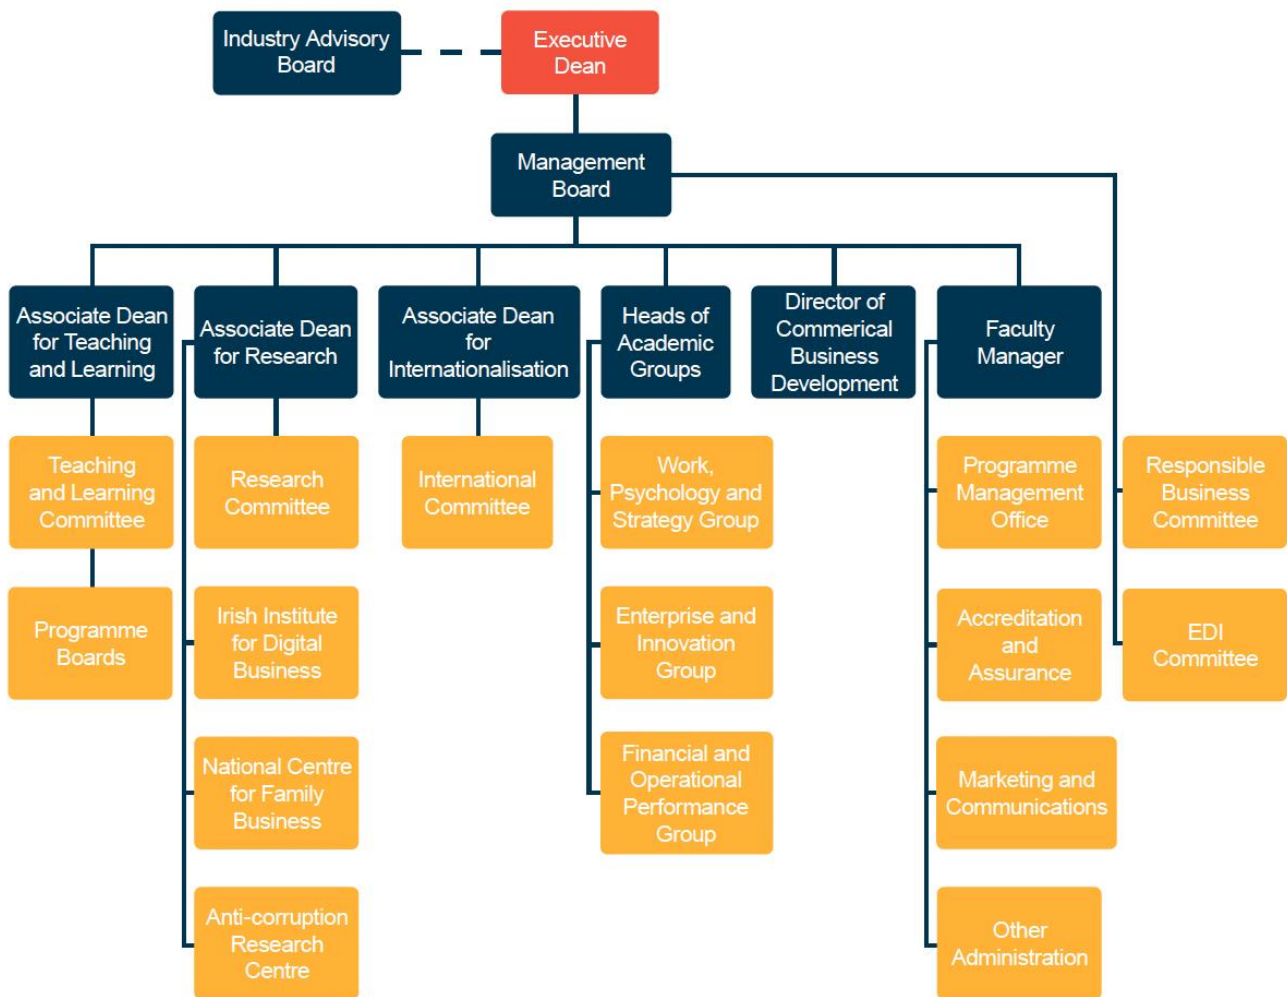 Industry Advisory
Board
Executive
Dean
Management
Board
Associate Dean
for Teaching
and Learning
Associate Dean
for Research
Associate Dean
for
Internationalisation
Heads of
Academic
Groups
Director of
Commerical
Business
Development
Faculty
Manager
Teaching
and Learning
Committee
Research
Committee
International
Committee
Work,
Psychology and
Strategy Group
Programme
Management
Office
Responsible
Business
Committee
Programme
Boards
Irish Institute
for Digital
Business
Enterprise and
Innovation
Group
Accreditation
and
Assurance
EDI
Committee
National Centre
for Family
Business
Financial and
Operational
Performance
Group
Marketing and
Communications
Anti-corruption
Research
Centre
Other
Administration